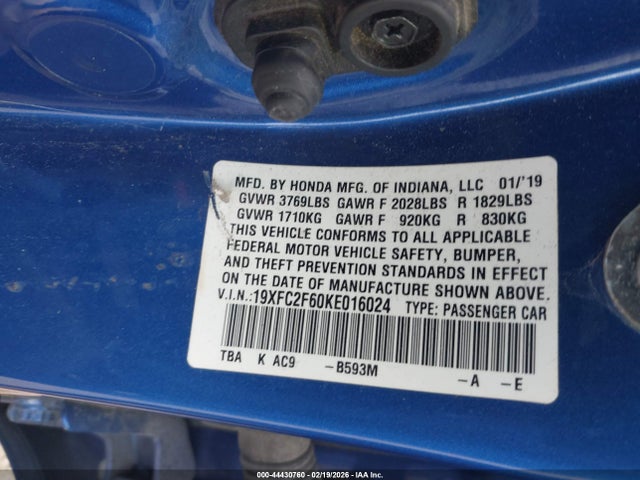 MFD. BY HONDA MFG. OF INDIANA, LLC 01/'19
GVWR 3769LBS GAWR F 2028LBS R 1829LBS
GVWR 1710KG GAWR F 920KG R 830KG
THIS VEHICLE CONFORMS TO ALL APPLICABLE
FEDERAL MOTOR VEHICLE SAFETY, BUMPER,
AND THEFT PREVENTION STANDARDS IN EFFECT
ON THE DATE OF MANUFACTURE SHOWN ABOVE.
V.I.N.:19XFC2F60KE016024 TYPE: PASSENGER CAR
TBA K AC9 -B593M -A -E
000-44430760 - 02/19/2026 - IAA, Inc.